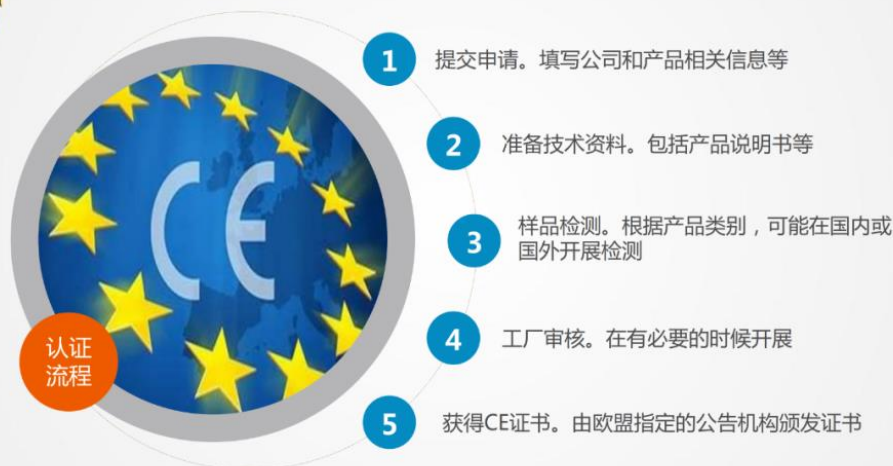 1
提交申请。填写公司和产品相关信息等
2
准备技术资料。包括产品说明书等
3
样品检测。根据产品类别，可能在国内或
国外开展检测
CE
4
工厂审核。在有必要的时候开展
认证
流程
5
获得CE证书。由欧盟指定的公告机构颁发证书